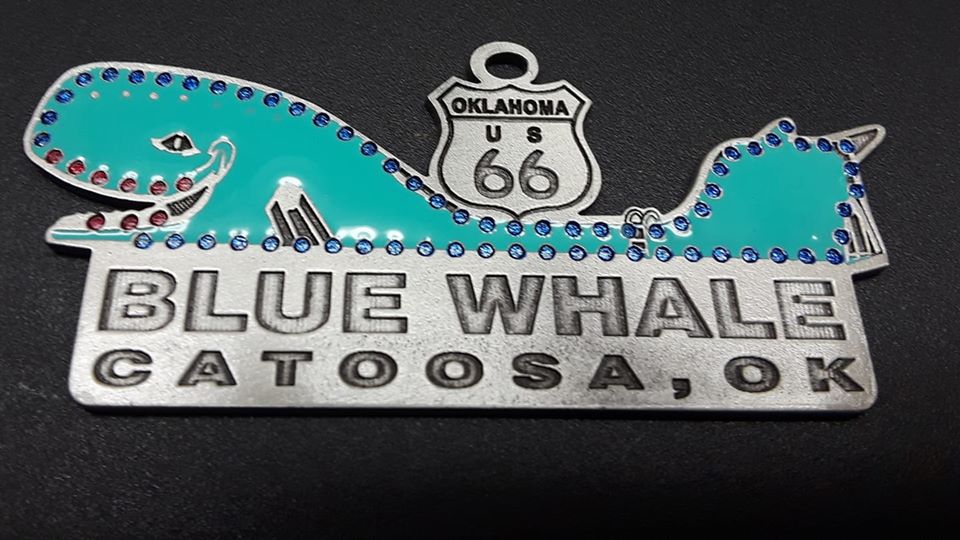 OKLAHOMA
U S
66
BLUE WHALE
CATOOSA, OK